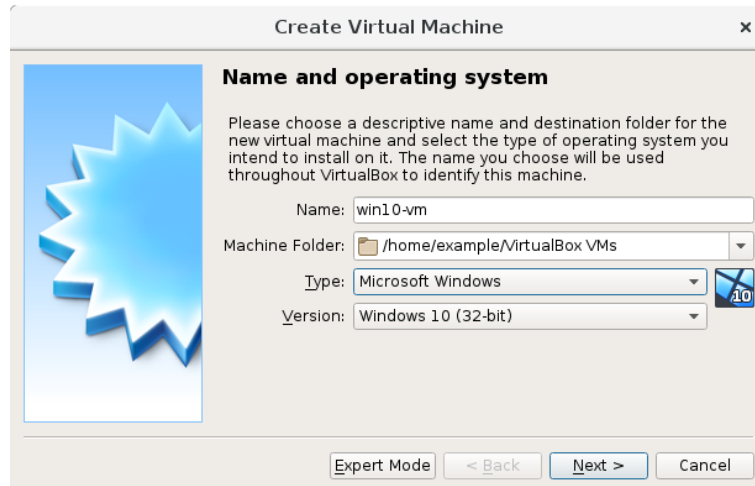 Create Virtual Machine
×
Name and operating system
Please choose a descriptive name and destination folder for the
new virtual machine and select the type of operating system you
intend to install on it. The name you choose will be used
throughout VirtualBox to identify this machine.
Name: win10-vm
Machine Folder: /home/example/VirtualBox VMs
Type: Microsoft Windows
10
Version: Windows 10 (32-bit)
Expert Mode < Back Next > Cancel